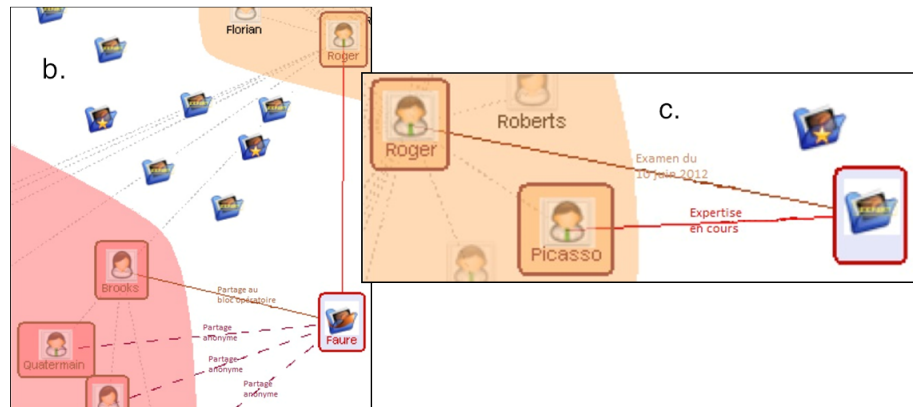 b.
Florian
Roger
Brooks
Partage au
bloc opératoire
Partage
anonyme
Quatermain
Faure
Partage
anonyme
Partage
anonyme
c.
Roger
Roberts
Examen du
10 juin 2012
Expertise
en cours
Picasso